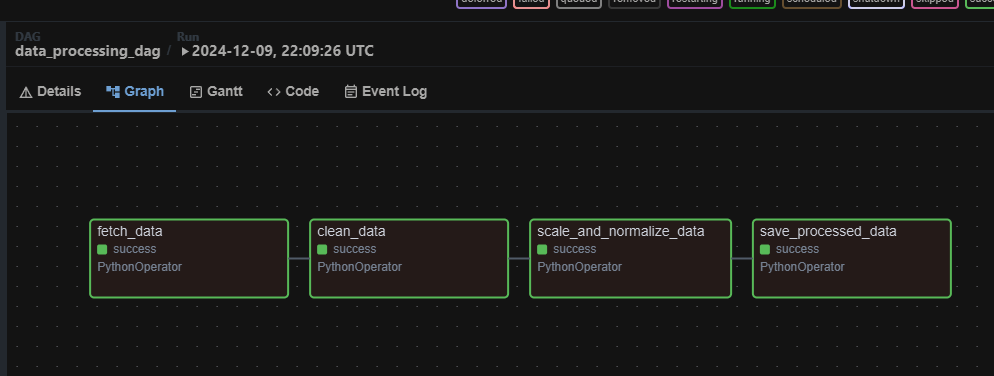 deferred failed queued removed restarting running scheduled shutdown skipped
DAG Run
data_processing_dag / 2024-12-09, 22:09:26 UTC
Details Graph Gantt Code Event Log
fetch_data
success
PythonOperator
clean_data
success
PythonOperator
scale_and_normalize_data
success
PythonOperator
save_processed_data
success
PythonOperator